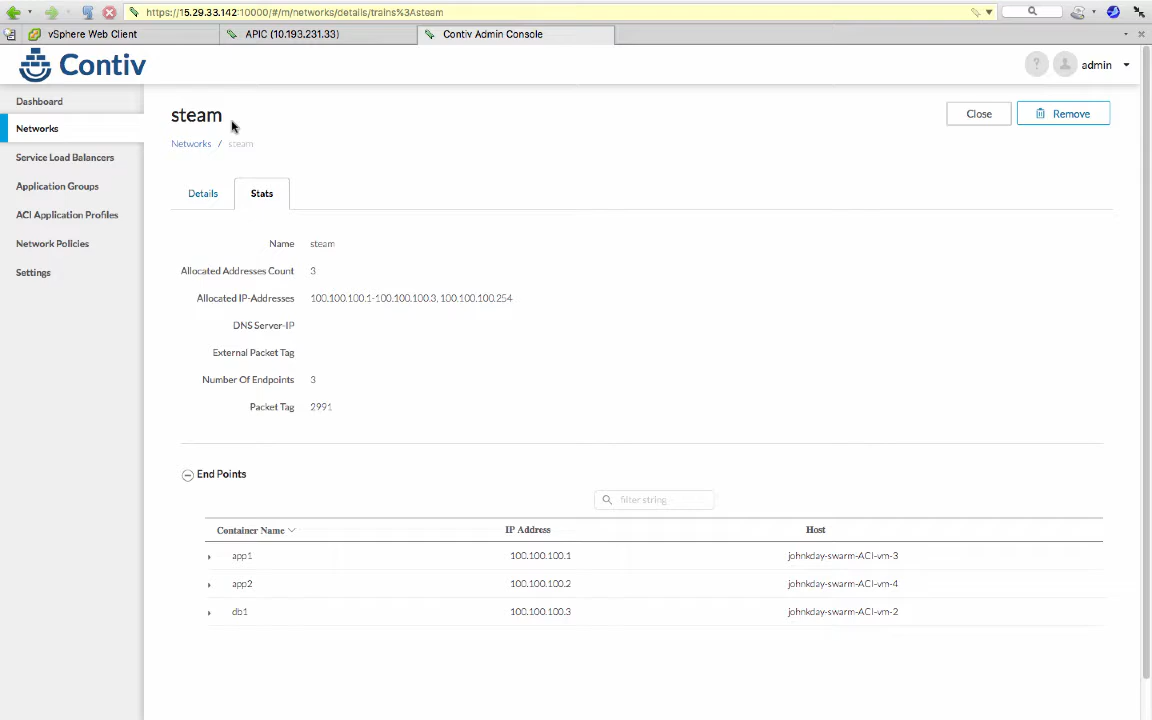 https://15.29.33.142:10000/#/m/networks/details/trains%3Asteam
vSphere Web Client
APIC (10.193.231.33)
Contiv Admin Console
Contiv
? admin
Dashboard
Networks
Service Load Balancers
Application Groups
ACI Application Profiles
Network Policies
Settings
steam
Close
Remove
Networks / steam
Details
Stats
Name steam
Allocated Addresses Count 3
Allocated IP-Addresses 100.100.100.1-100.100.100.3, 100.100.100.254
DNS Server-IP
External Packet Tag
Number Of Endpoints 3
Packet Tag 2991
End Points
filter string
Container Name IP Address Host
app1 100.100.100.1 johnkday-swarm-ACI-vm-3
app2 100.100.100.2 johnkday-swarm-ACI-vm-4
db1 100.100.100.3 johnkday-swarm-ACI-vm-2